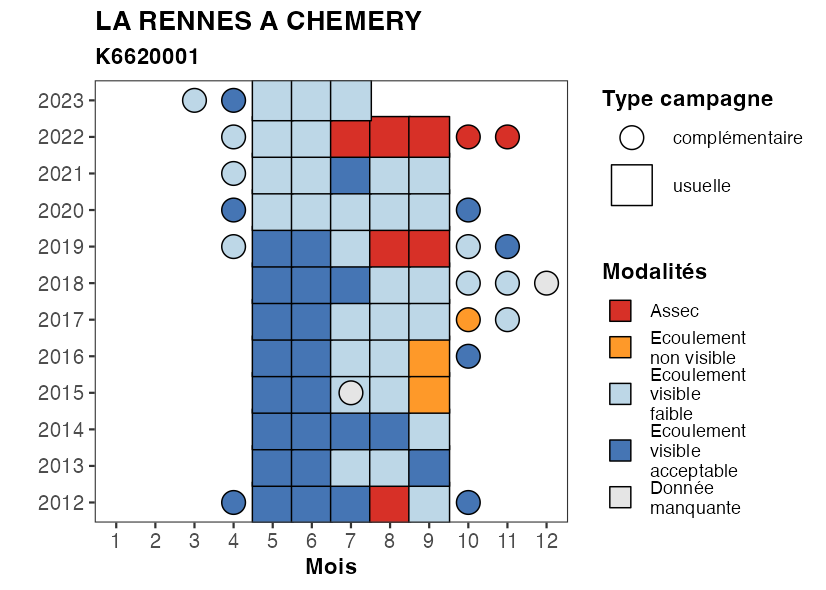 LA RENNES A CHEMERY
K6620001
2023
2022
2021
2020
2019
2018
2017
2016
2015
2014
2013
2012
1 2 3 4 5 6 7 8 9 10 11 12
Mois
Type campagne
complémentaire
usuelle
Modalités
Assec
Ecoulement
non visible
Ecoulement
visible
faible
Ecoulement
visible
acceptable
Donnée
manquante